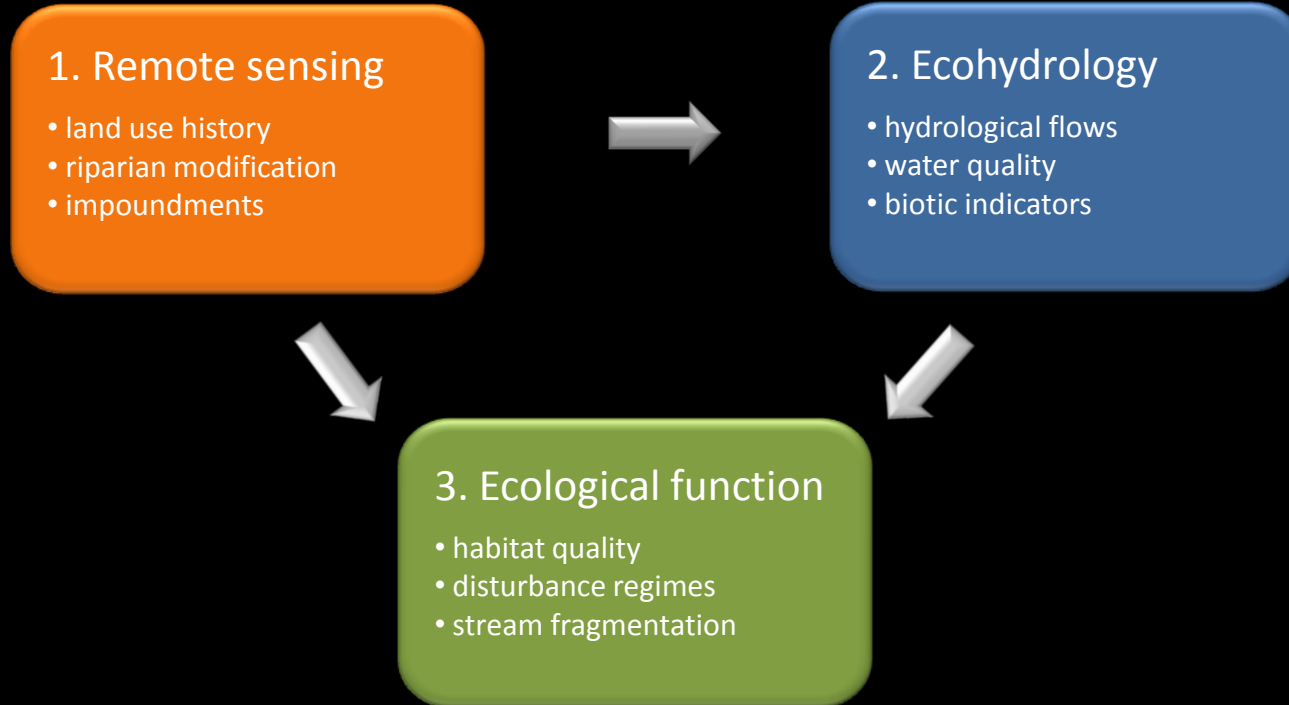 1. Remote sensing
• land use history
• riparian modification
• impoundments
2. Ecohydrology
• hydrological flows
• water quality
• biotic indicators
3. Ecological function
• habitat quality
• disturbance regimes
• stream fragmentation